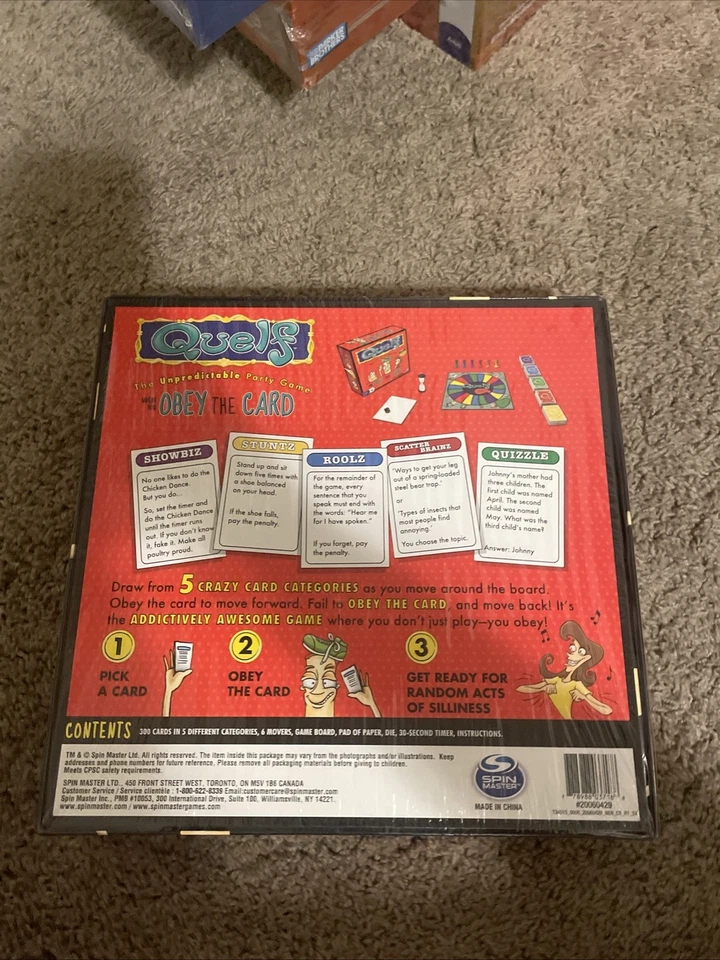 PARKER
BROTHERS
Quelf
The Unpredictable Party Game
WHERE YOU OBEY THE CARD
Quelf
SHOWBIZ
No one likes to do the
Chicken Dance.
But you do...
So, set the timer and
do the Chicken Dance
until the timer runs
out. If you don't know
it, fake it. Make all
poultry proud.
STUNTZ
Stand up and sit
down five times with
a shoe balanced
on your head.
If the shoe falls,
pay the penalty.
ROOLZ
For the remainder of
the game, every
sentence that you
speak must end with
the words: "Hear me
for I have spoken."
If you forget, pay
the penalty.
SCATTER
BRAINZ
"Ways to get your leg
out of a spring-loaded
steel bear trap."
or
"Types of insects that
most people find
annoying."
You choose the topic.
QUIZZLE
Johnny's mother had
three children. The
first child was named
April. The second
was named
May. What was the
third child's name?
Answer: Johnny
Draw from 5 CRAZY CARD CATEGORIES as you move around the board.
Obey the card to move forward. Fail to OBEY THE CARD, and move back! It's
the ADDICTIVELY AWESOME GAME where you don't just play—you obey!
1
PICK
A CARD
2
OBEY
THE CARD
3
GET READY FOR
RANDOM ACTS
OF SILLINESS
CONTENTS 300 CARDS IN 5 DIFFERENT CATEGORIES, 6 MOVERS, GAME BOARD, PAD OF PAPER, DIE, 30-SECOND TIMER, INSTRUCTIONS.
TM & © Spin Master Ltd. All rights reserved. The item inside this package may vary from the photographs and/or illustrations. Keep
addresses and phone numbers for future reference. Please remove all packaging materials before giving to children.
Meets CPSC safety requirements.
SPIN MASTER LTD., 450 FRONT STREET WEST, TORONTO, ON M5V 1B6 CANADA
Customer Service / Service clientèle : 1-800-622-8339 Email:customercare@spinmaster.com
Spin Master Inc., PMB #10053, 300 International Drive, Suite 100, Williamsville, NY 14221.
www.spinmaster.com / www.spinmastergames.com
SPIN
MASTER
MADE IN CHINA
#20060429